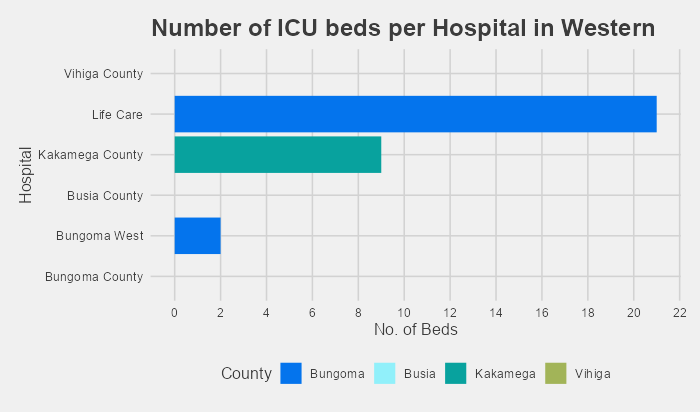 Number of ICU beds per Hospital in Western
Hospital
Vihiga County
Life Care
Kakamega County
Busia County
Bungoma West
Bungoma County
0 2 4 6 8 10 12 14 16 18 20 22
No. of Beds
County Bungoma Busia Kakamega Vihiga